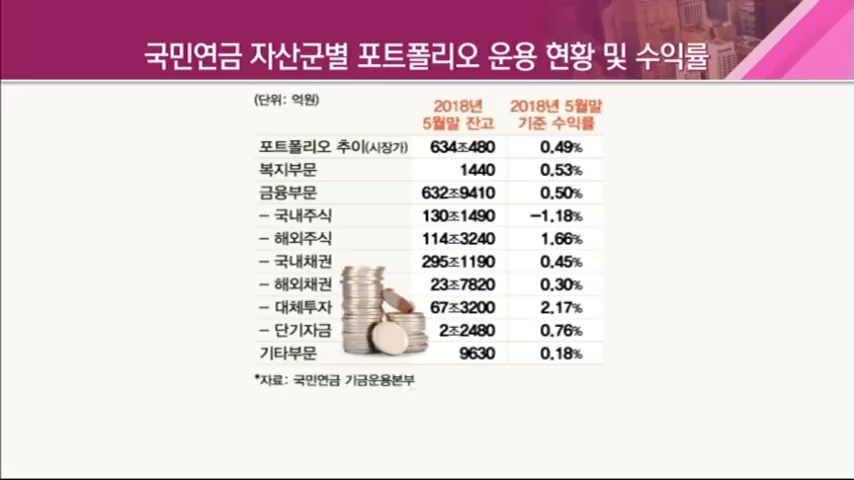 국민연금 자산군별 포트폴리오 운용 현황 및 수익률
(단위: 억원) 2018년 5월말 잔고 2018년 5월말 기준 수익률
포트폴리오 추이(시장가) 634조480 0.49%
복지부문 1440 0.53%
금융부문 632조9410 0.50%
– 국내주식 130조1490 –1.18%
– 해외주식 114조3240 1.66%
– 국내채권 295조1190 0.45%
– 해외채권 23조7820 0.30%
– 대체투자 67조3200 2.17%
– 단기자금 2조2480 0.76%
기타부문 9630 0.18%
*자료: 국민연금 기금운용본부